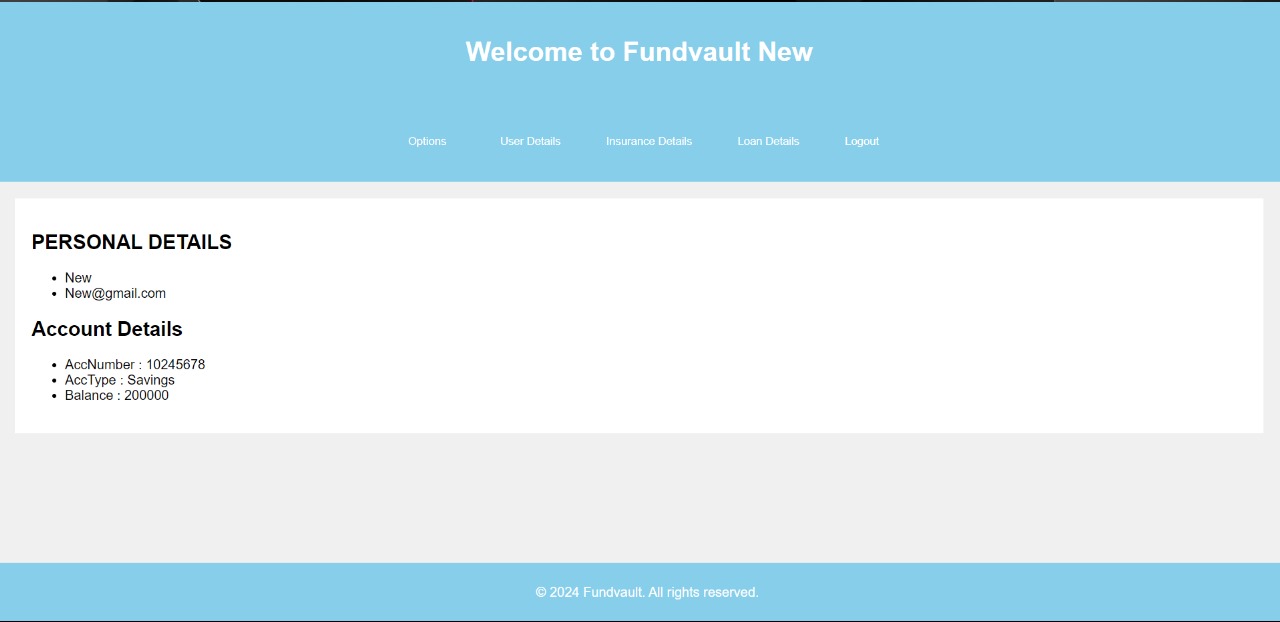 Welcome to Fundvault New
Options User Details Insurance Details Loan Details Logout
PERSONAL DETAILS
New
New@gmail.com
Account Details
AccNumber : 10245678
AccType : Savings
Balance : 200000
© 2024 Fundvault. All rights reserved.